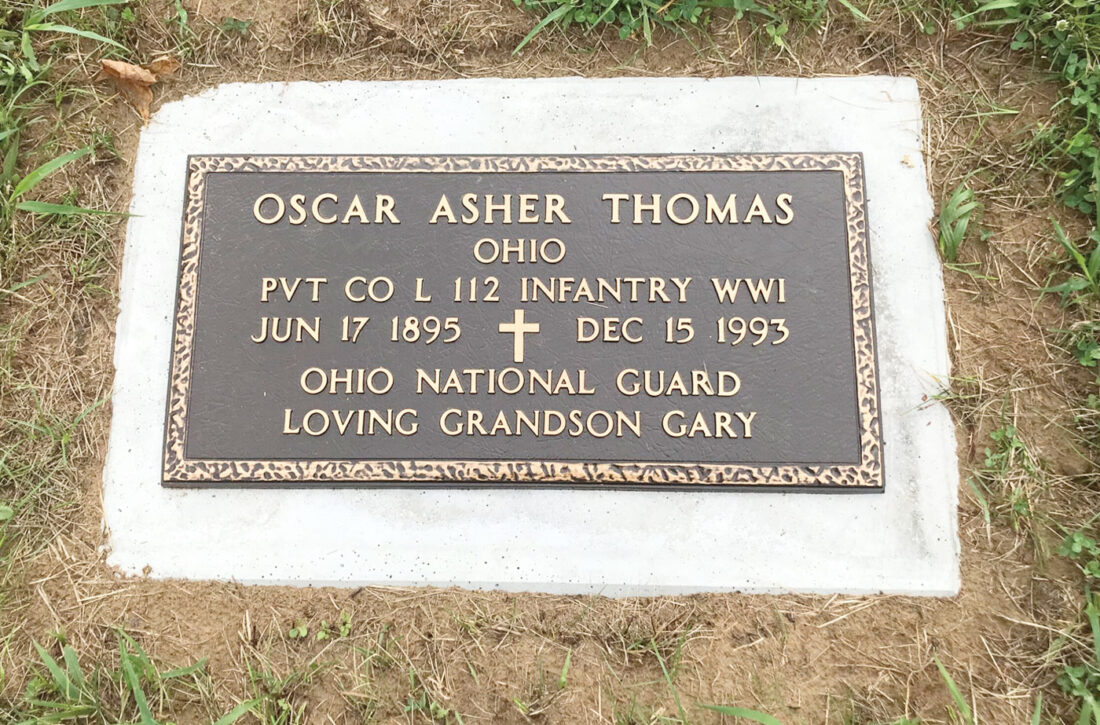 OSCAR ASHER THOMAS
OHIO
PVT CO L 112 INFANTRY WWI
JUN 17 1895 DEC 15 1993
OHIO NATIONAL GUARD
LOVING GRANDSON GARY